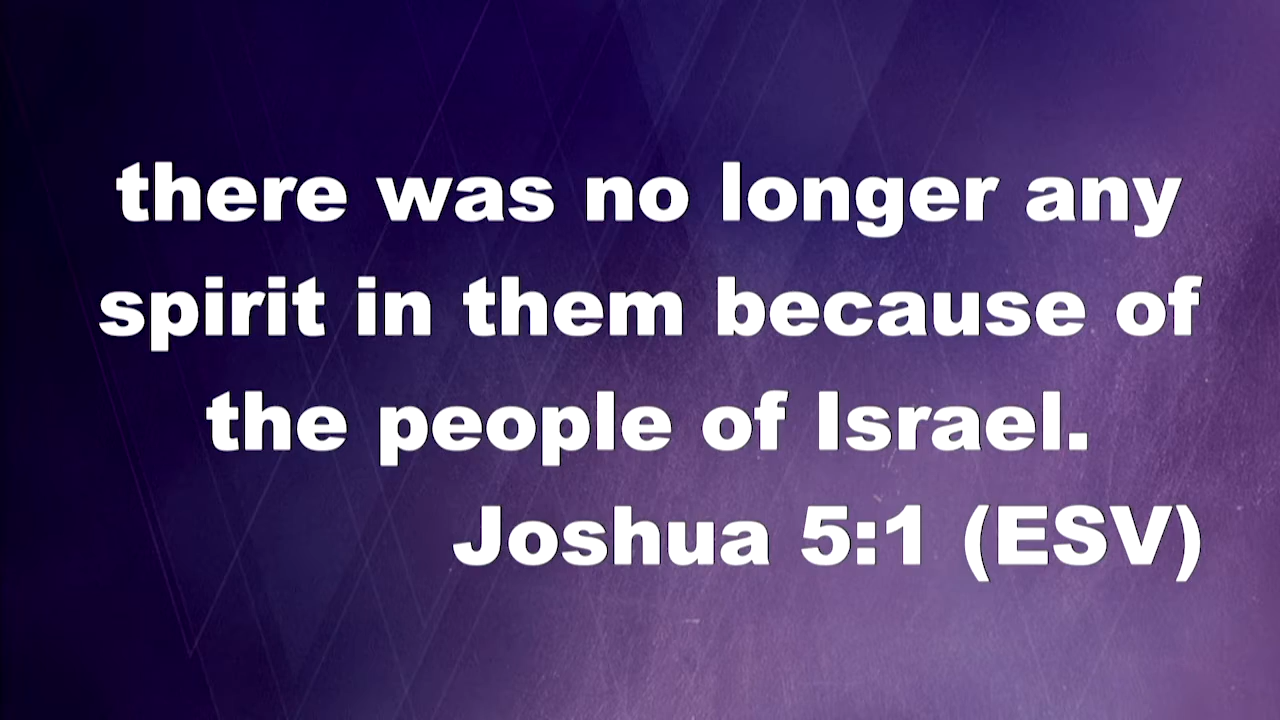 there was no longer any
spirit in them because of
the people of Israel.
Joshua 5:1 (ESV)